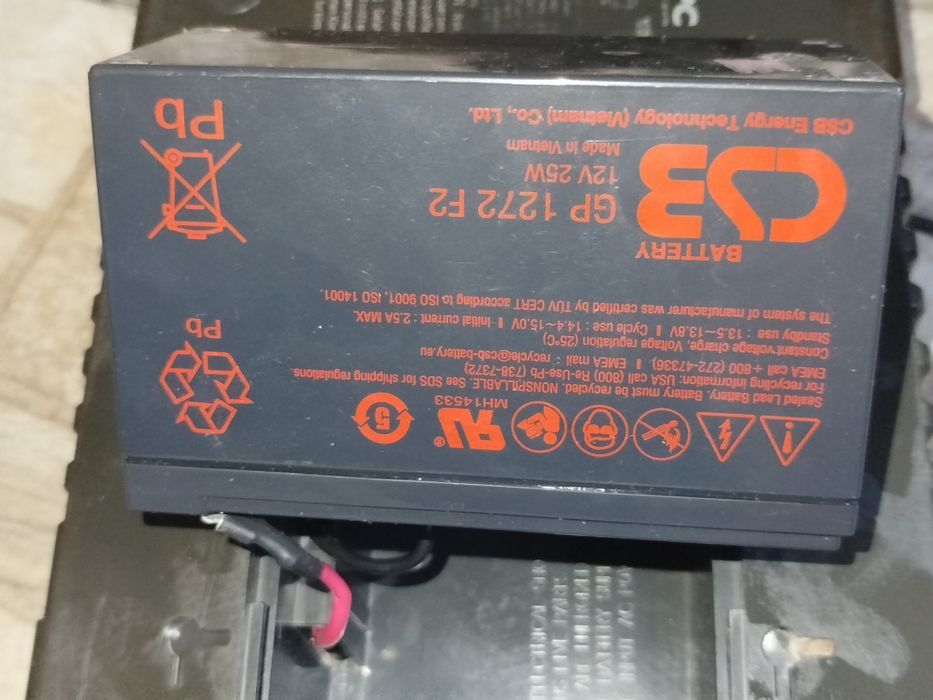 CSB
BATTERY
GP 1272 F2
12V 25W
Made in Vietnam
CSB Energy Technology (Vietnam) Co., Ltd.
Pb
Pb
Sealed Lead Battery. Battery must be recycled. NONSPILLABLE. See SDS for shipping regulations.
For recycling information: USA call (800) Re-Use-Pb (738-7372)
EMEA call + 800 (272-47336). EMEA mail : recycle@csb-battery.eu
Constant voltage charge, Voltage regulation (25°C)
Standby use : 13.5~13.8V Cycle use : 14.4~15.0V Initial current : 2.5A MAX.
The system of manufacturer was certified by TÜV CERT according to ISO 9001, ISO 14001.
MH14533
5
PC